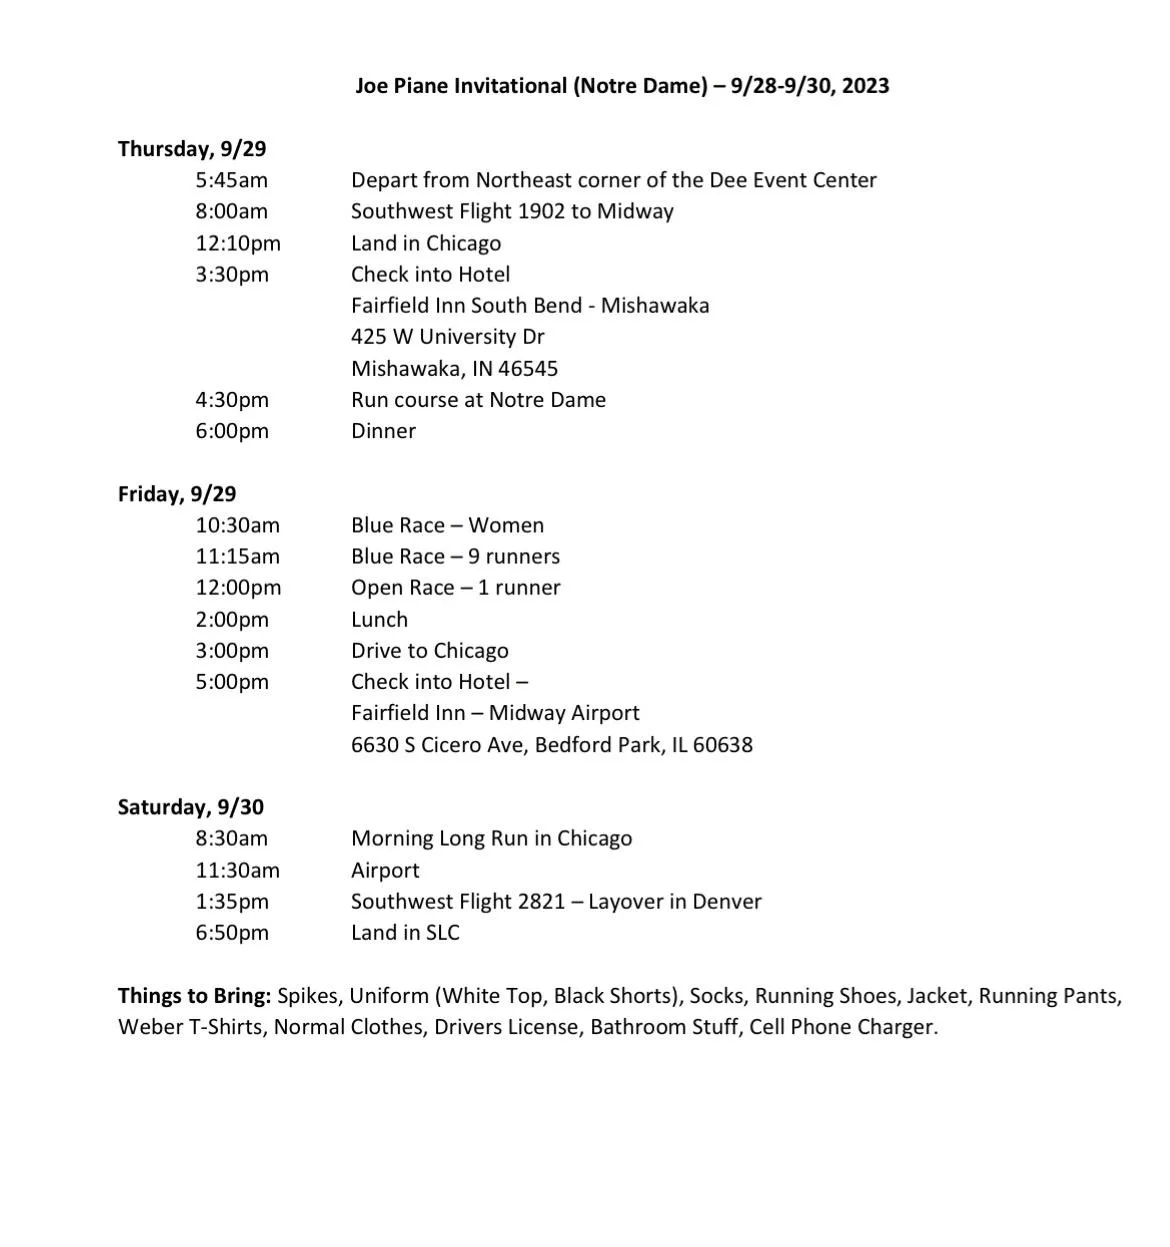 Joe Piane Invitational (Notre Dame) – 9/28-9/30, 2023
Thursday, 9/29
5:45am Depart from Northeast corner of the Dee Event Center
8:00am Southwest Flight 1902 to Midway
12:10pm Land in Chicago
3:30pm Check into Hotel
Fairfield Inn South Bend - Mishawaka
425 W University Dr
Mishawaka, IN 46545
4:30pm Run course at Notre Dame
6:00pm Dinner
Friday, 9/29
10:30am Blue Race – Women
11:15am Blue Race – 9 runners
12:00pm Open Race – 1 runner
2:00pm Lunch
3:00pm Drive to Chicago
5:00pm Check into Hotel –
Fairfield Inn – Midway Airport
6630 S Cicero Ave, Bedford Park, IL 60638
Saturday, 9/30
8:30am Morning Long Run in Chicago
11:30am Airport
1:35pm Southwest Flight 2821 – Layover in Denver
6:50pm Land in SLC
Things to Bring: Spikes, Uniform (White Top, Black Shorts), Socks, Running Shoes, Jacket, Running Pants,
Weber T-Shirts, Normal Clothes, Drivers License, Bathroom Stuff, Cell Phone Charger.